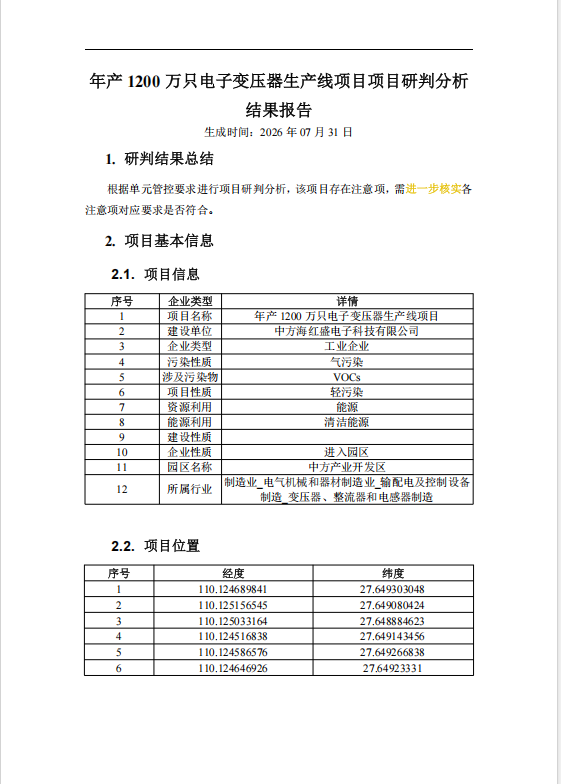 年产 1200 万只电子变压器生产线项目项目研判分析
结果报告
生成时间：2026 年 07 月 31 日
1. 研判结果总结
根据单元管控要求进行项目研判分析，该项目存在注意项，需进一步核实各
注意项对应要求是否符合。
2. 项目基本信息
2.1. 项目信息
序号 企业类型 详情
1 项目名称 年产 1200 万只电子变压器生产线项目
2 建设单位 中方海红盛电子科技有限公司
3 企业类型 工业企业
4 污染性质 气污染
5 涉及污染物 VOCs
6 项目性质 轻污染
7 资源利用 能源
8 能源利用 清洁能源
9 建设性质
10 企业性质 进入园区
11 园区名称 中方产业开发区
12 所属行业 制造业_电气机械和器材制造业_输配电及控制设备
制造_变压器、整流器和电感器制造
2.2. 项目位置
序号 经度 纬度
1 110.124689841 27.649303048
2 110.125156545 27.649080424
3 110.125033164 27.648884623
4 110.124516838 27.649143456
5 110.124586576 27.649266838
6 110.124646926 27.64923331